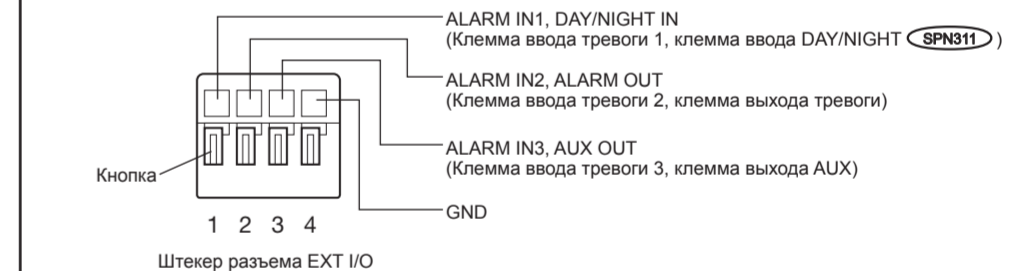 ALARM IN1, DAY/NIGHT IN
(Клемма ввода тревоги 1, клемма ввода DAY/NIGHT SPN311 )
ALARM IN2, ALARM OUT
(Клемма ввода тревоги 2, клемма выхода тревоги)
ALARM IN3, AUX OUT
(Клемма ввода тревоги 3, клемма выхода AUX)
Кнопка
GND
1 2 3 4
Штекер разъема EXT I/O